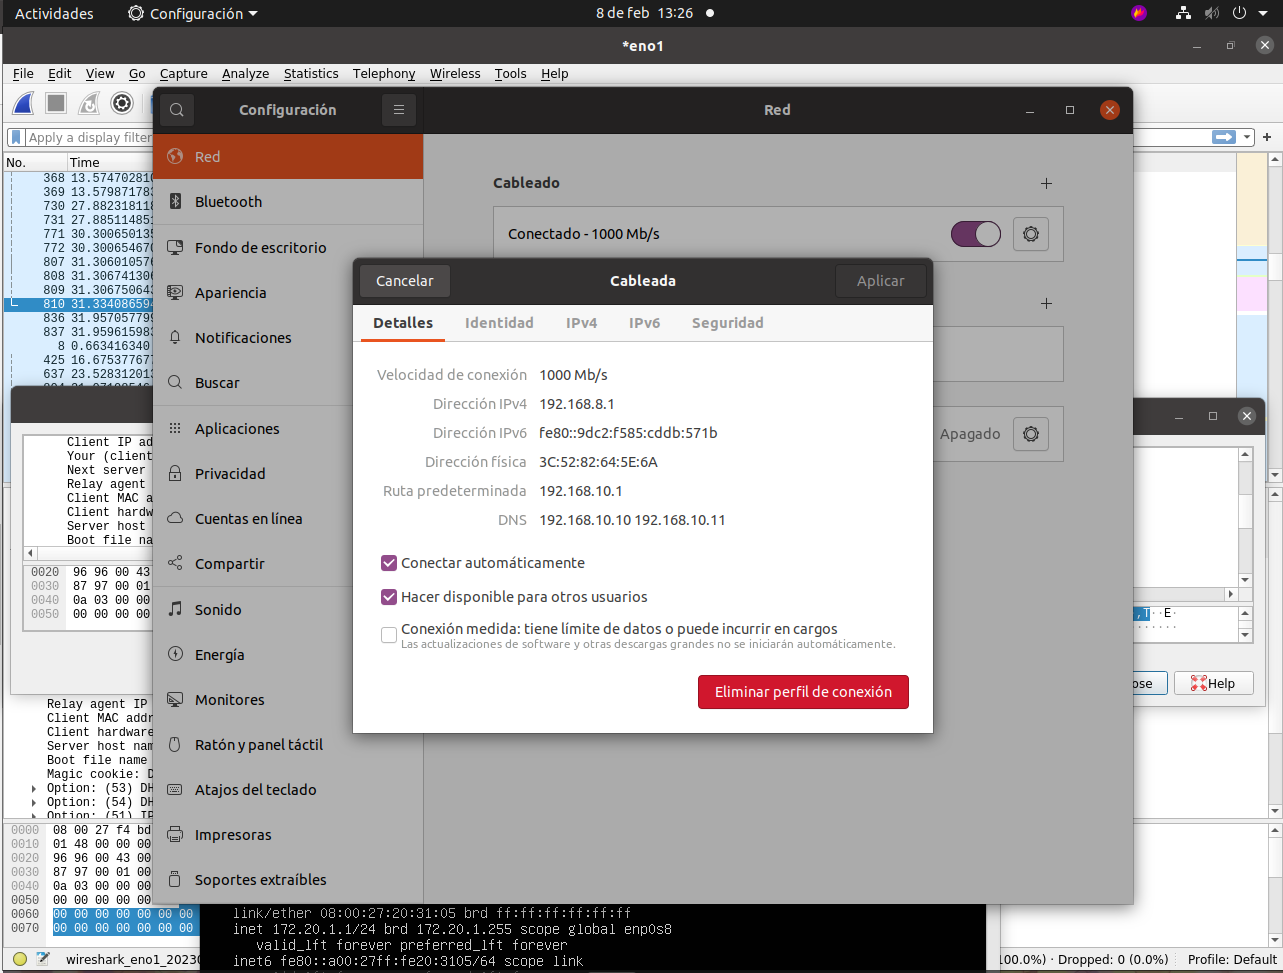 Actividades
Configuración
8 de feb 13:26
*eno1
File Edit View Go Capture Analyze Statistics Telephony Wireless Tools Help
Apply a display filter
No. Time
368 13.574702810
369 13.579871783
730 27.882318118
731 27.885114851
771 30.300650135
772 30.300654670
807 31.306010576
808 31.306741306
809 31.306750643
810 31.334086594
836 31.957057799
837 31.959615983
8 0.663416340
425 16.675377677
637 23.528312013
Configuración
Red
Bluetooth
Fondo de escritorio
Apariencia
Notificaciones
Buscar
Aplicaciones
Privacidad
Cuentas en línea
Compartir
Sonido
Energía
Monitores
Ratón y panel táctil
Atajos del teclado
Impresoras
Soportes extraíbles
Red
Cableado
Conectado - 1000 Mb/s
Apagado
Cancelar
Cableada
Aplicar
Detalles Identidad IPv4 IPv6 Seguridad
Velocidad de conexión 1000 Mb/s
Dirección IPv4 192.168.8.1
Dirección IPv6 fe80::9dc2:f585:cddb:571b
Dirección física 3C:52:82:64:5E:6A
Ruta predeterminada 192.168.10.1
DNS 192.168.10.10 192.168.10.11
Conectar automáticamente
Hacer disponible para otros usuarios
Conexión medida: tiene límite de datos o puede incurrir en cargos
Las actualizaciones de software y otras descargas grandes no se iniciarán automáticamente.
Eliminar perfil de conexión
Client IP ad
Your (client
Next server
Relay agent
Client MAC a
Client hardw
Server host
Boot file na
0020 96 96 00 43
0030 87 97 00 01
0040 0a 03 00 00
0050 00 00 00 00
,T E
ose
Help
Relay agent IP
Client MAC addr
Client hardware
Server host nam
Boot file name
Magic cookie: D
Option: (53) DH
Option: (54) DH
Option: (51) IP
0000 08 00 27 f4 bd
0010 01 48 00 00 00
0020 96 96 00 43 00
0030 87 97 00 01 00
0040 0a 03 00 00 00
0050 00 00 00 00 00
0060 00 00 00 00 00 00 00
0070 00 00 00 00 00 00 00
link/ether 08:00:27:20:31:05 brd ff:ff:ff:ff:ff:ff
inet 172.20.1.1/24 brd 172.20.1.255 scope global enp0s8
valid_lft forever preferred_lft forever
inet6 fe80::a00:27ff:fe20:3105/64 scope link
wireshark_eno1_20230
100.0%) · Dropped: 0 (0.0%)
Profile: Default